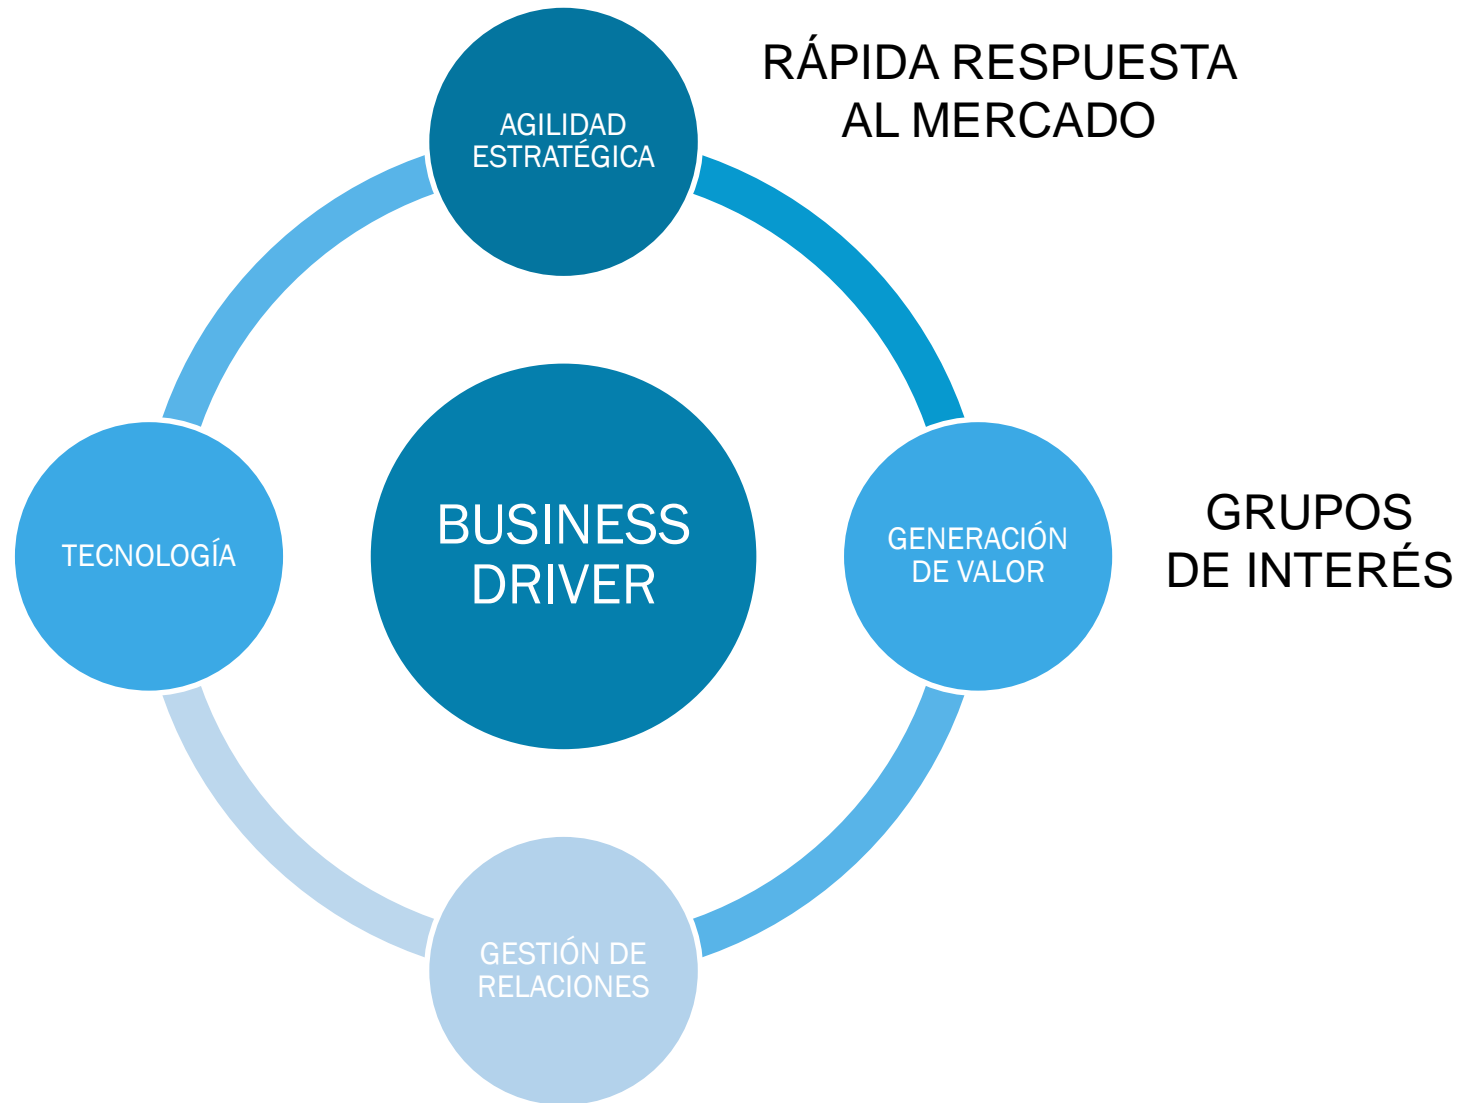 AGILIDAD
ESTRATÉGICA
RÁPIDA RESPUESTA
AL MERCADO
TECNOLOGÍA
BUSINESS
DRIVER
GENERACIÓN
DE VALOR
GRUPOS
DE INTERÉS
GESTIÓN DE
RELACIONES